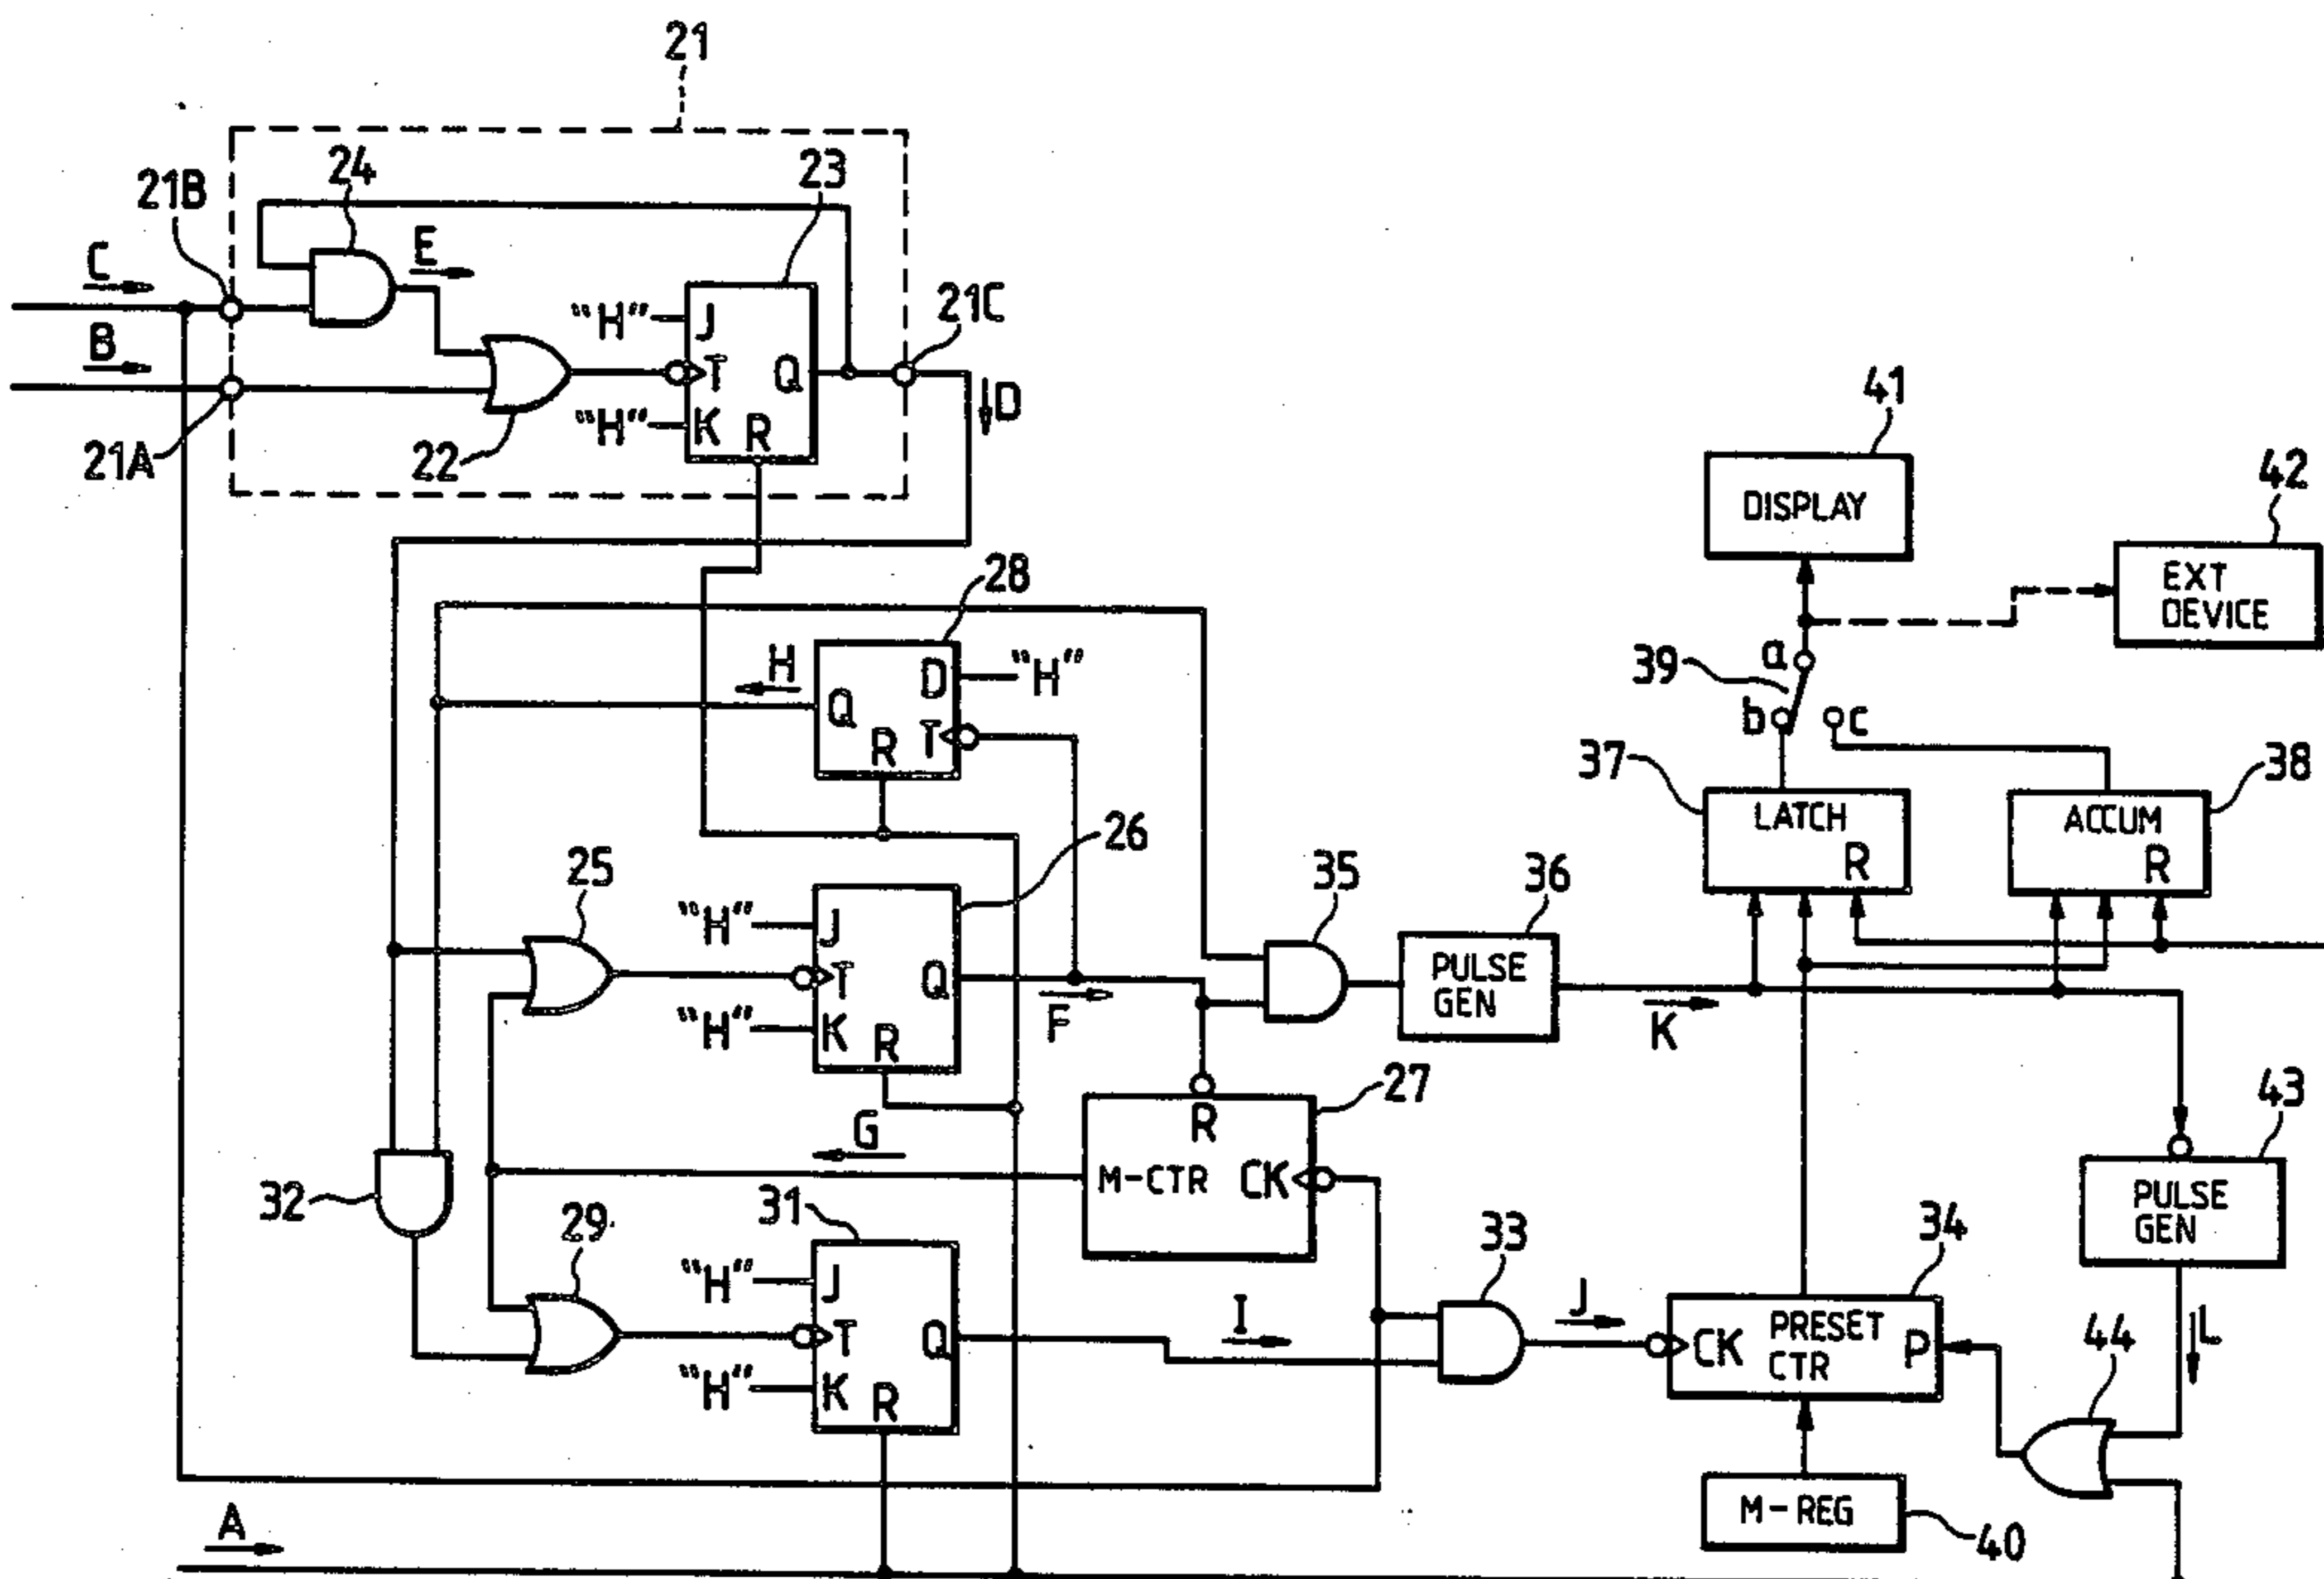 21
24
23
21B
C
E
21C
"H"
J
B
T
Q
D
"H"
K
R
21A
22
41
DISPLAY
42
EXT
DEVICE
28
H
D
"H"
Q
R
T
39
a
b
c
37
LATCH
R
38
ACCUM
R
26
25
"H"
J
T
Q
"H"
K
R
F
35
36
PULSE
GEN
K
27
R
M-CTR
CK
G
43
PULSE
GEN
32
29
31
"H"
J
T
Q
"H"
K
R
I
33
J
34
CK
PRESET
CTR
P
44
L
M-REG
40
A